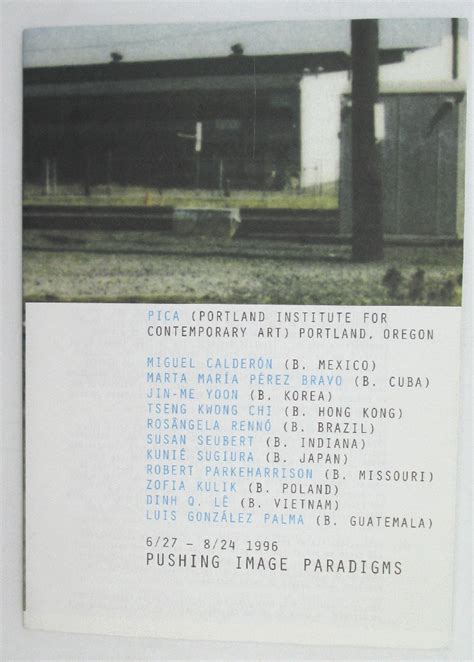 PICA (PORTLAND INSTITUTE FOR
CONTEMPORARY ART) PORTLAND, OREGON
MIGUEL CALDERÓN (B. MEXICO)
MARTA MARÍA PÉREZ BRAVO (B. CUBA)
JIN-ME YOON (B. KOREA)
TSENG KWONG CHI (B. HONG KONG)
ROSÂNGELA RENNÓ (B. BRAZIL)
SUSAN SEUBERT (B. INDIANA)
KUNIÉ SUGIURA (B. JAPAN)
ROBERT PARKEHARRISON (B. MISSOURI)
ZOFIA KULIK (B. POLAND)
DINH Q. LÊ (B. VIETNAM)
LUIS GONZÁLEZ PALMA (B. GUATEMALA)
6/27 – 8/24 1996
PUSHING IMAGE PARADIGMS